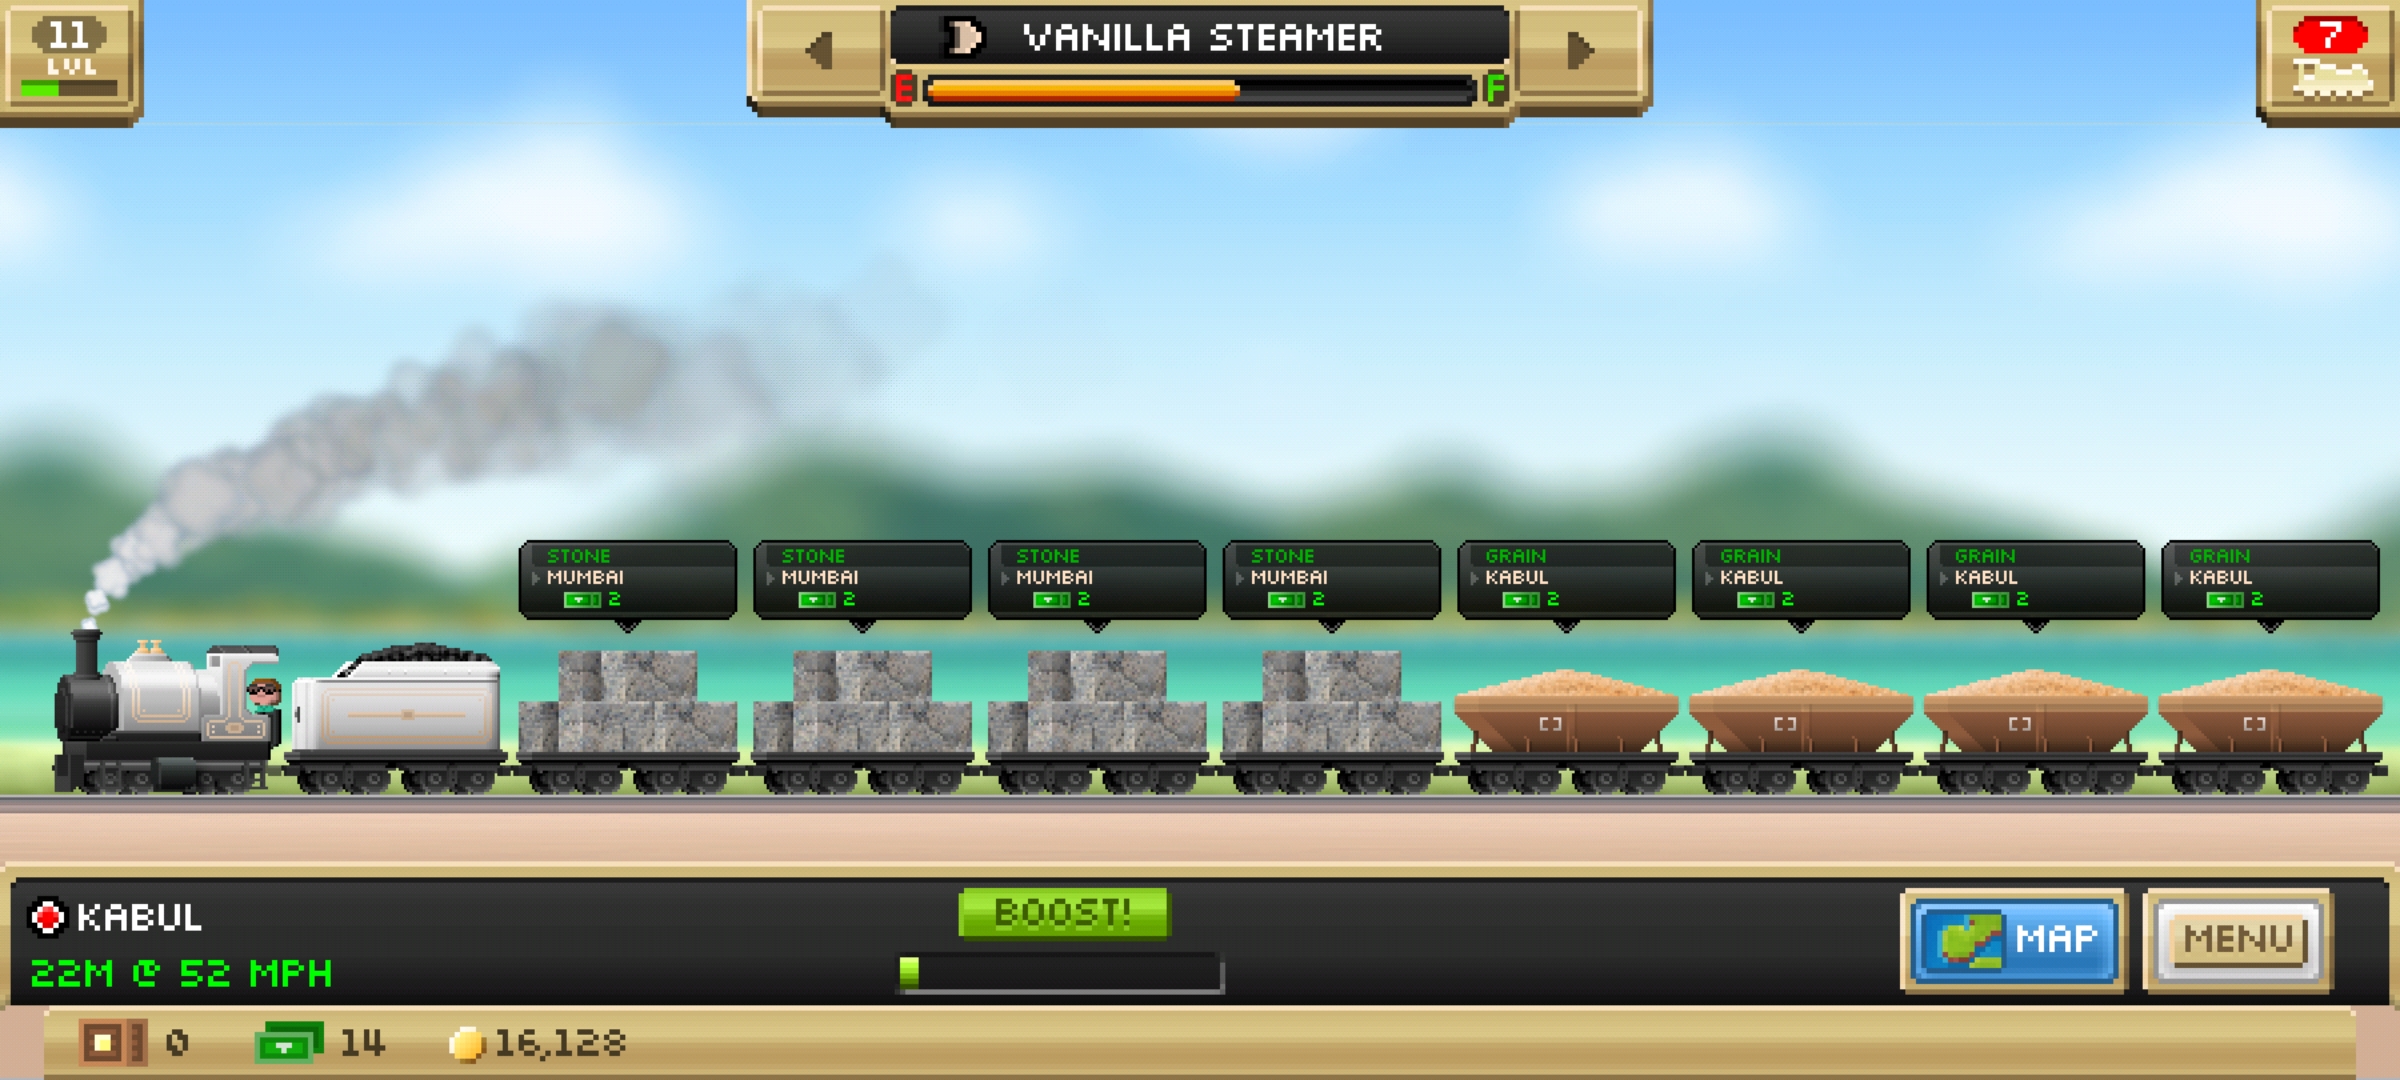 11
LVL
VANILLA STEAMER
E
F
7
STONE
MUMBAI
2
STONE
MUMBAI
2
STONE
MUMBAI
2
STONE
MUMBAI
2
GRAIN
KABUL
2
GRAIN
KABUL
2
GRAIN
KABUL
2
GRAIN
KABUL
2
KABUL
22M @ 52 MPH
BOOST!
MAP
MENU
0
14
16,128